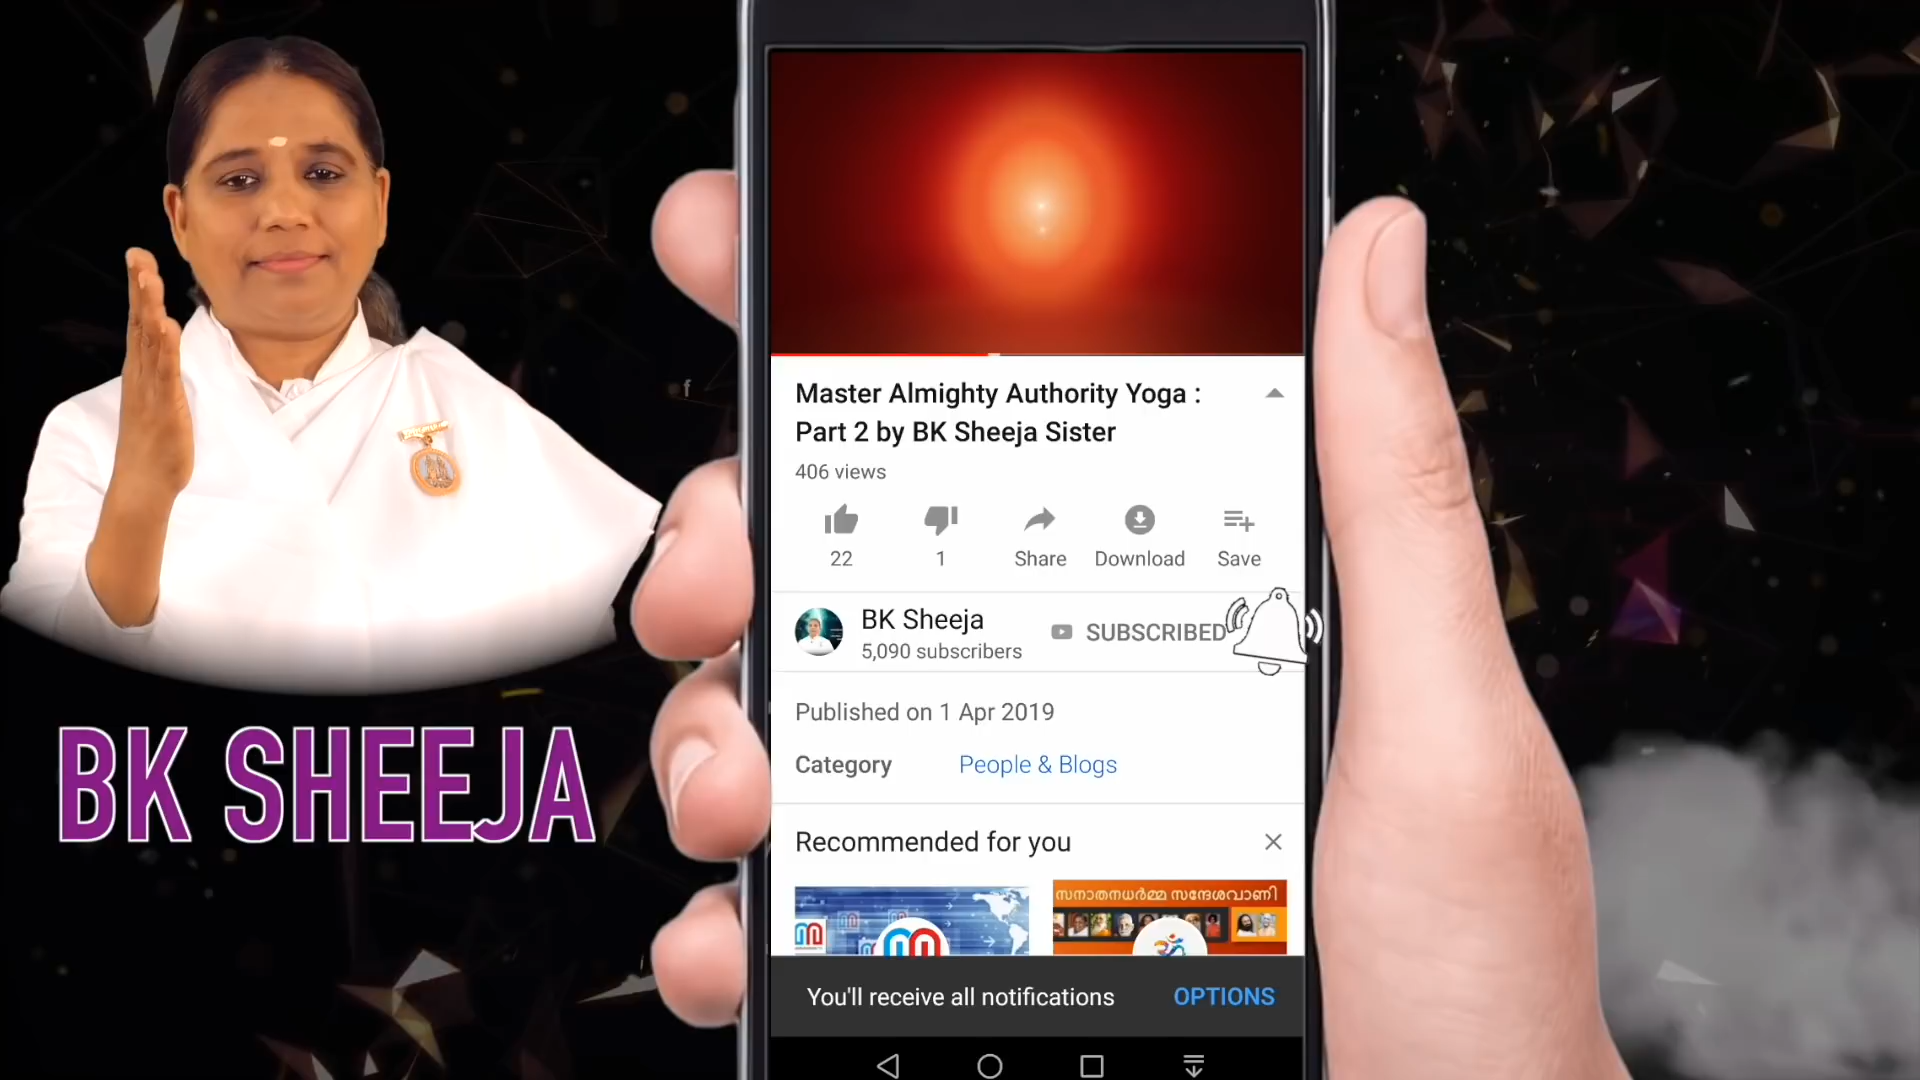 BK SHEEJA
Master Almighty Authority Yoga :
Part 2 by BK Sheeja Sister
406 views
22
1
Share
Download
Save
BK Sheeja
5,090 subscribers
SUBSCRIBED
Published on 1 Apr 2019
Category
People & Blogs
Recommended for you
സനാതനധർമ്മ സന്ദേശവാണി
You'll receive all notifications
OPTIONS